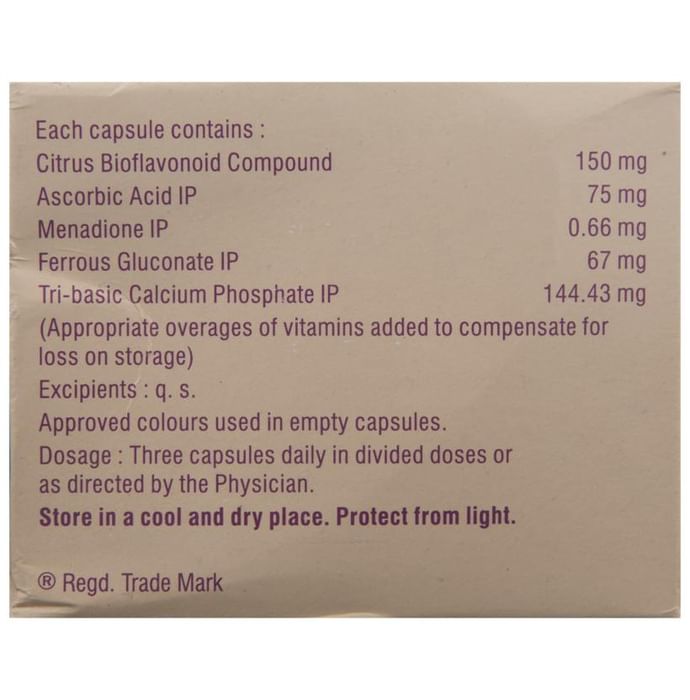 Each capsule contains :
Citrus Bioflavonoid Compound 150 mg
Ascorbic Acid IP 75 mg
Menadione IP 0.66 mg
Ferrous Gluconate IP 67 mg
Tri-basic Calcium Phosphate IP 144.43 mg
(Appropriate overages of vitamins added to compensate for
loss on storage)
Excipients : q. s.
Approved colours used in empty capsules.
Dosage : Three capsules daily in divided doses or
as directed by the Physician.
Store in a cool and dry place. Protect from light.
® Regd. Trade Mark